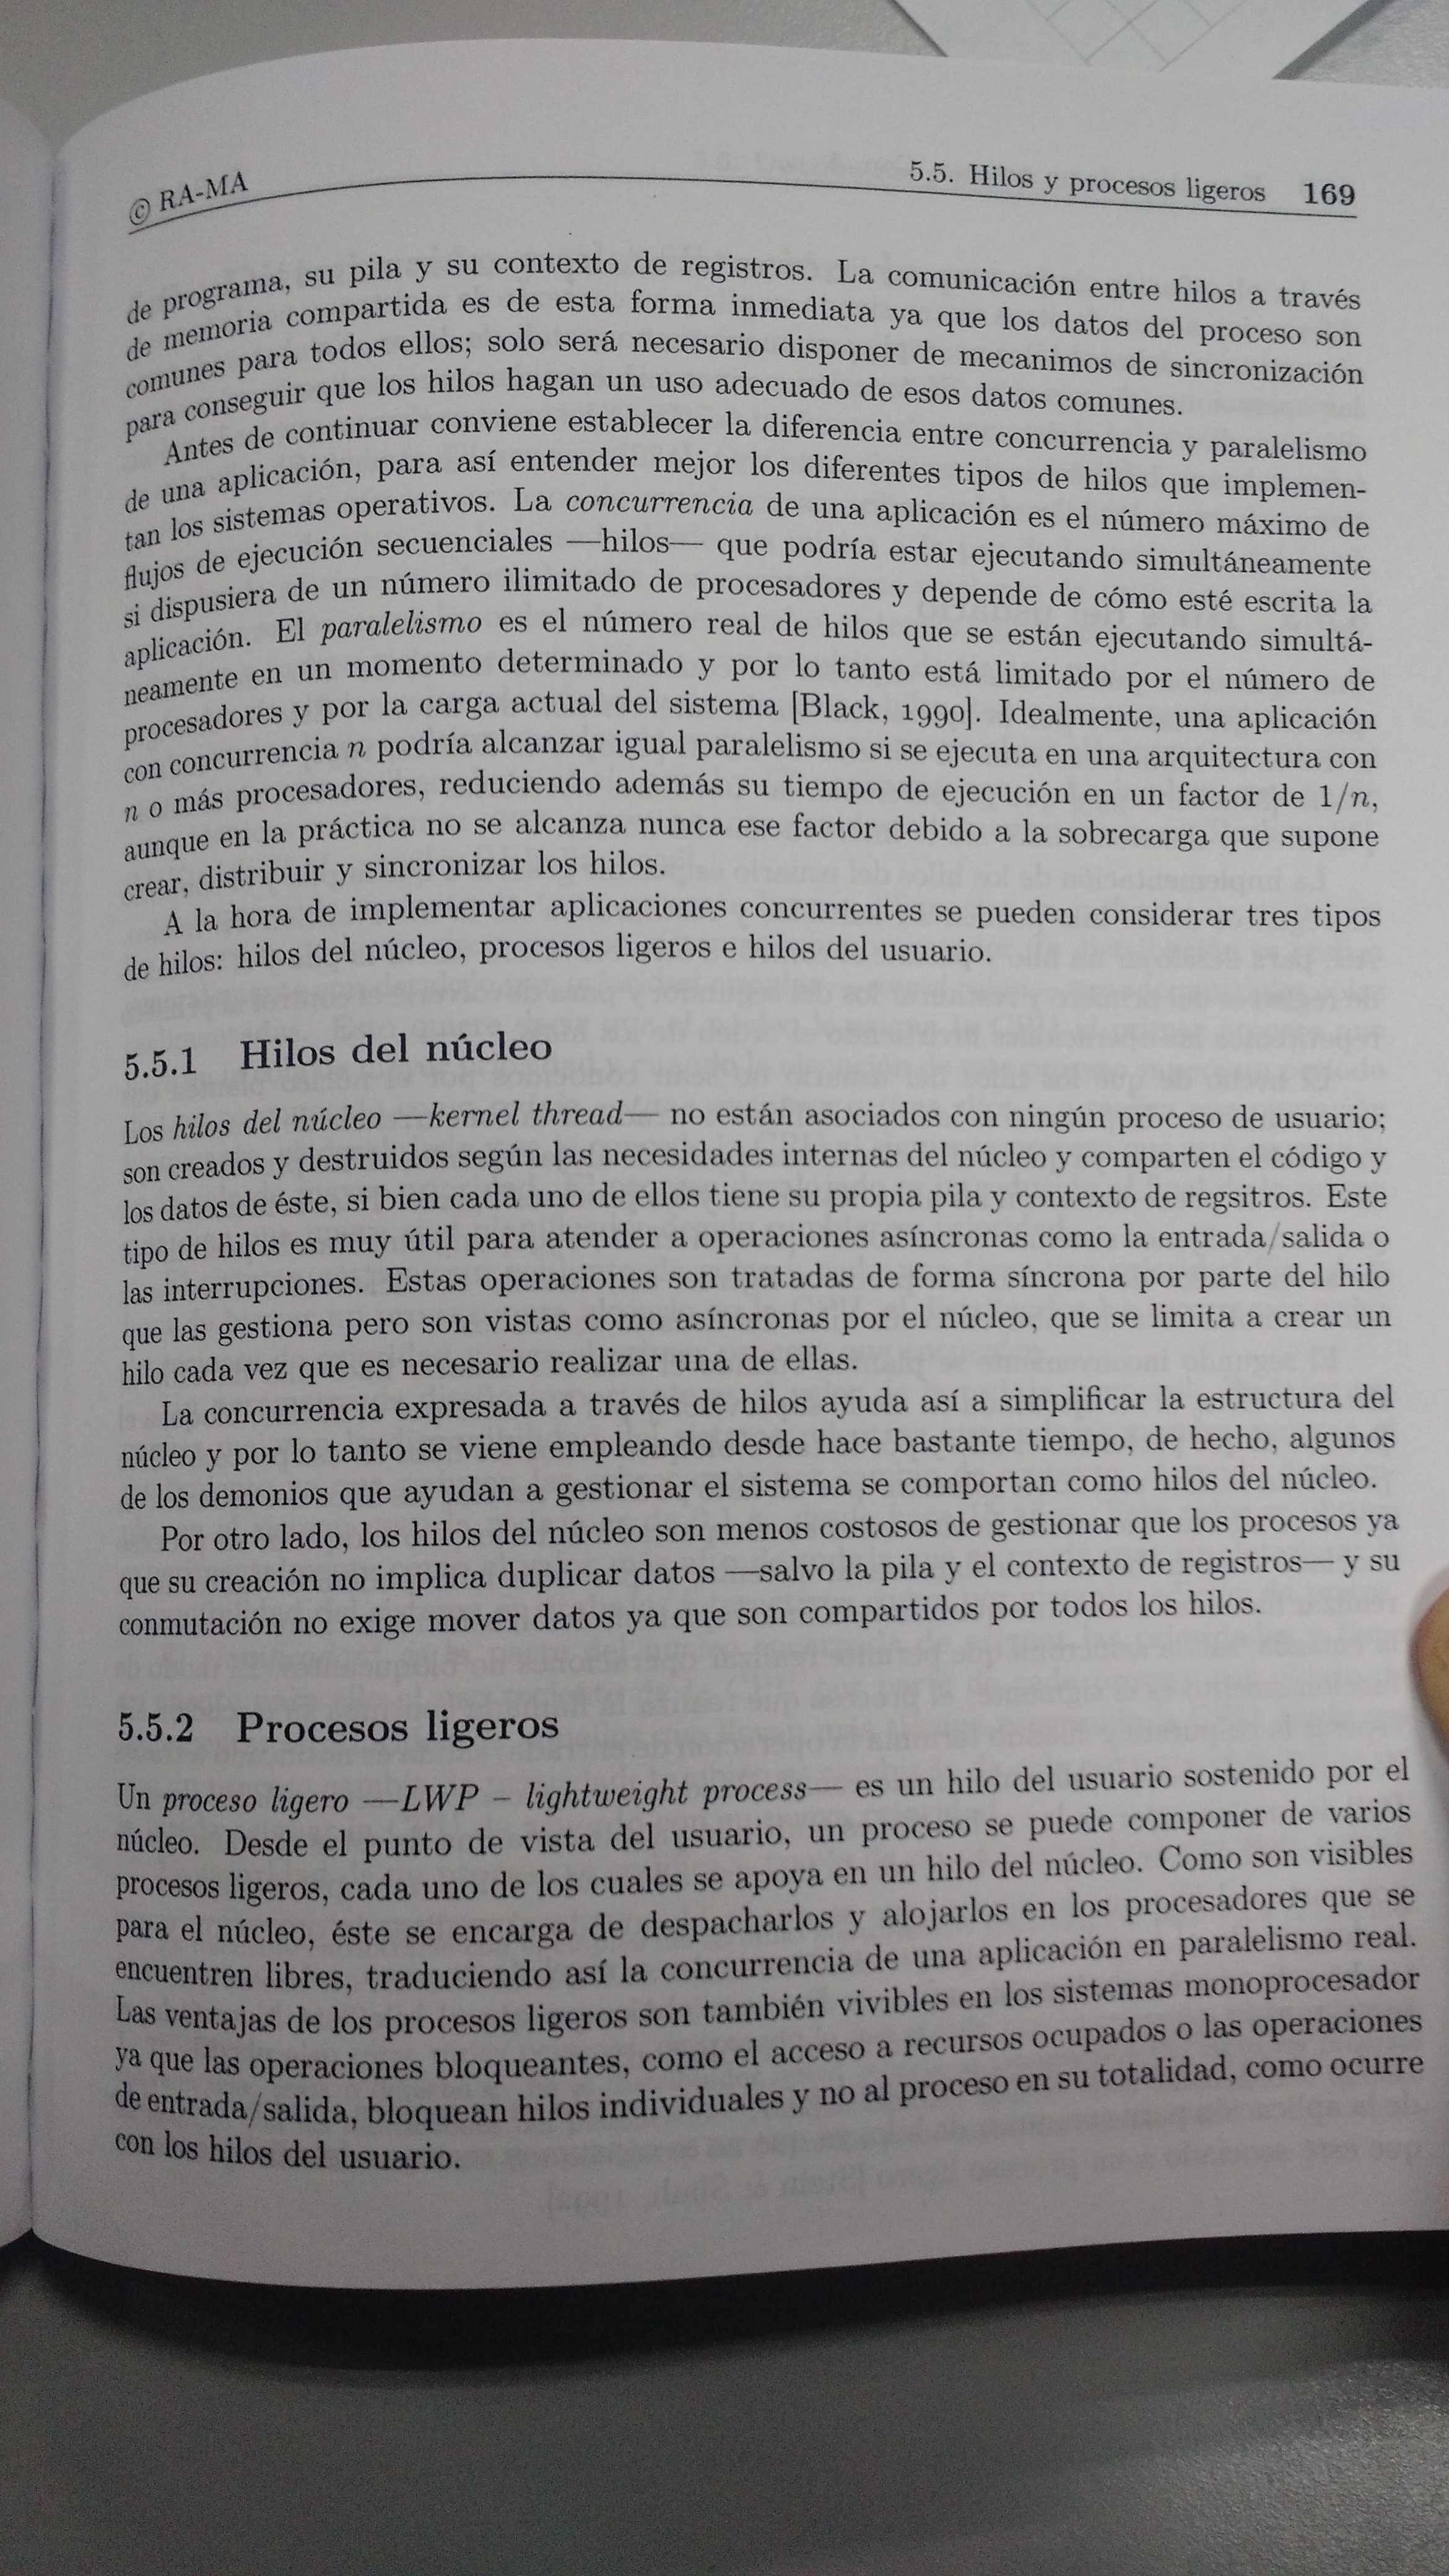 © RA-MA
5.5. Hilos y procesos ligeros 169
de programa, su pila y su contexto de registros. La comunicación entre hilos a través
de memoria compartida es de esta forma inmediata ya que los datos del proceso son
comunes para todos ellos; solo será necesario disponer de mecanimos de sincronización
para conseguir que los hilos hagan un uso adecuado de esos datos comunes.
Antes de continuar conviene establecer la diferencia entre concurrencia y paralelismo
de una aplicación, para así entender mejor los diferentes tipos de hilos que implemen-
tan los sistemas operativos. La concurrencia de una aplicación es el número máximo de
flujos de ejecución secuenciales —hilos— que podría estar ejecutando simultáneamente
si dispusiera de un número ilimitado de procesadores y depende de cómo esté escrita la
aplicación. El paralelismo es el número real de hilos que se están ejecutando simultá-
neamente en un momento determinado y por lo tanto está limitado por el número de
procesadores y por la carga actual del sistema [Black, 1990]. Idealmente, una aplicación
con concurrencia n podría alcanzar igual paralelismo si se ejecuta en una arquitectura con
n o más procesadores, reduciendo además su tiempo de ejecución en un factor de 1/n,
aunque en la práctica no se alcanza nunca ese factor debido a la sobrecarga que supone
crear, distribuir y sincronizar los hilos.
A la hora de implementar aplicaciones concurrentes se pueden considerar tres tipos
de hilos: hilos del núcleo, procesos ligeros e hilos del usuario.
5.5.1 Hilos del núcleo
Los hilos del núcleo —kernel thread— no están asociados con ningún proceso de usuario;
son creados y destruidos según las necesidades internas del núcleo y comparten el código y
los datos de éste, si bien cada uno de ellos tiene su propia pila y contexto de regsitros. Este
tipo de hilos es muy útil para atender a operaciones asíncronas como la entrada/salida o
las interrupciones. Estas operaciones son tratadas de forma síncrona por parte del hilo
que las gestiona pero son vistas como asíncronas por el núcleo, que se limita a crear un
hilo cada vez que es necesario realizar una de ellas.
La concurrencia expresada a través de hilos ayuda así a simplificar la estructura del
núcleo y por lo tanto se viene empleando desde hace bastante tiempo, de hecho, algunos
de los demonios que ayudan a gestionar el sistema se comportan como hilos del núcleo.
Por otro lado, los hilos del núcleo son menos costosos de gestionar que los procesos ya
que su creación no implica duplicar datos —salvo la pila y el contexto de registros— y su
conmutación no exige mover datos ya que son compartidos por todos los hilos.
5.5.2 Procesos ligeros
Un proceso ligero —LWP – lightweight process— es un hilo del usuario sostenido por el
núcleo. Desde el punto de vista del usuario, un proceso se puede componer de varios
procesos ligeros, cada uno de los cuales se apoya en un hilo del núcleo. Como son visibles
para el núcleo, éste se encarga de despacharlos y alojarlos en los procesadores que se
encuentren libres, traduciendo así la concurrencia de una aplicación en paralelismo real.
Las ventajas de los procesos ligeros son también vivibles en los sistemas monoprocesador
ya que las operaciones bloqueantes, como el acceso a recursos ocupados o las operaciones
de entrada/salida, bloquean hilos individuales y no al proceso en su totalidad, como ocurre
con los hilos del usuario.